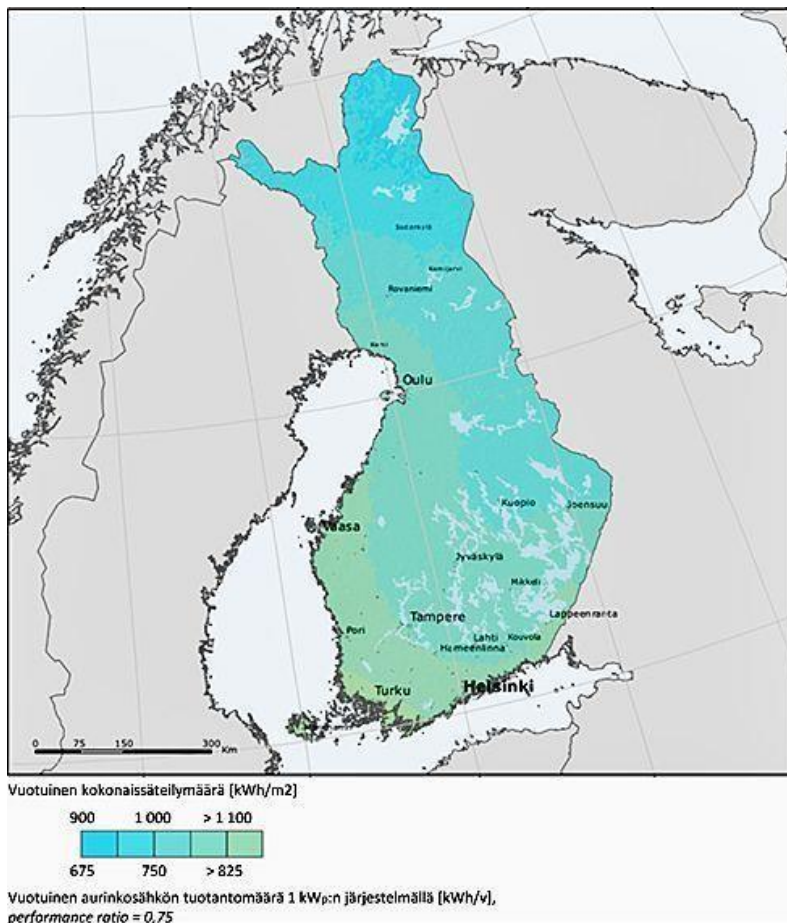 Sodankylä
Kemijarvi
Rovaniemi
Kemi
Oulu
Kuopio
Joensuu
Vaasa
Jyväskylä
Mikkeli
Lappeenranta
Tampere
Pori
Lahti
Kouvola
Hameenlinna
Helsinki
Turku
0 75 150 300 Km
Vuotuinen kokonaissäteilymäärä [kWh/m2]
900 1 000 > 1 100
675 750 > 825
Vuotuinen aurinkosähkön tuotantomäärä 1 kWp:n järjestelmällä [kWh/v],
performance ratio = 0,75